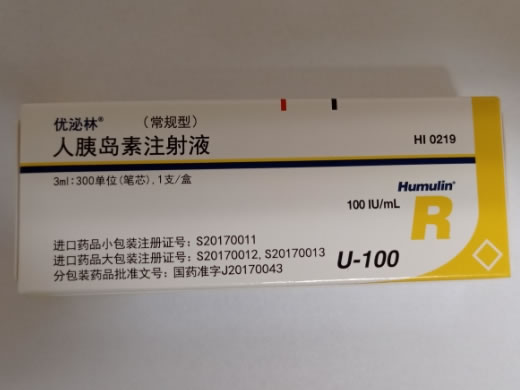 优泌林® （常规型）
人胰岛素注射液
HI 0219
3ml:300单位(笔芯),1支/盒
Humulin®
100 IU/mL
R
进口药品小包装注册证号：S20170011
进口药品大包装注册证号：S20170012, S20170013
分包装药品批准文号：国药准字J20170043
U-100